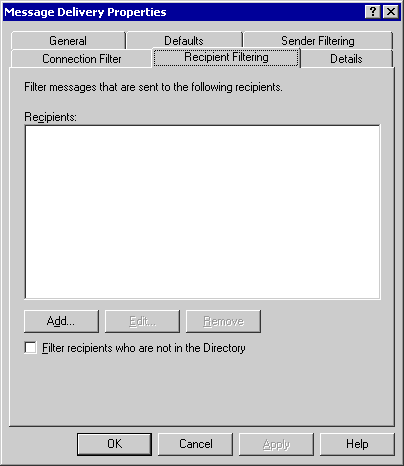 Message Delivery Properties
General Defaults Sender Filtering
Connection Filter Recipient Filtering Details
Filter messages that are sent to the following recipients.
Recipients:
Add... Edit... Remove
Filter recipients who are not in the Directory
OK Cancel Apply Help